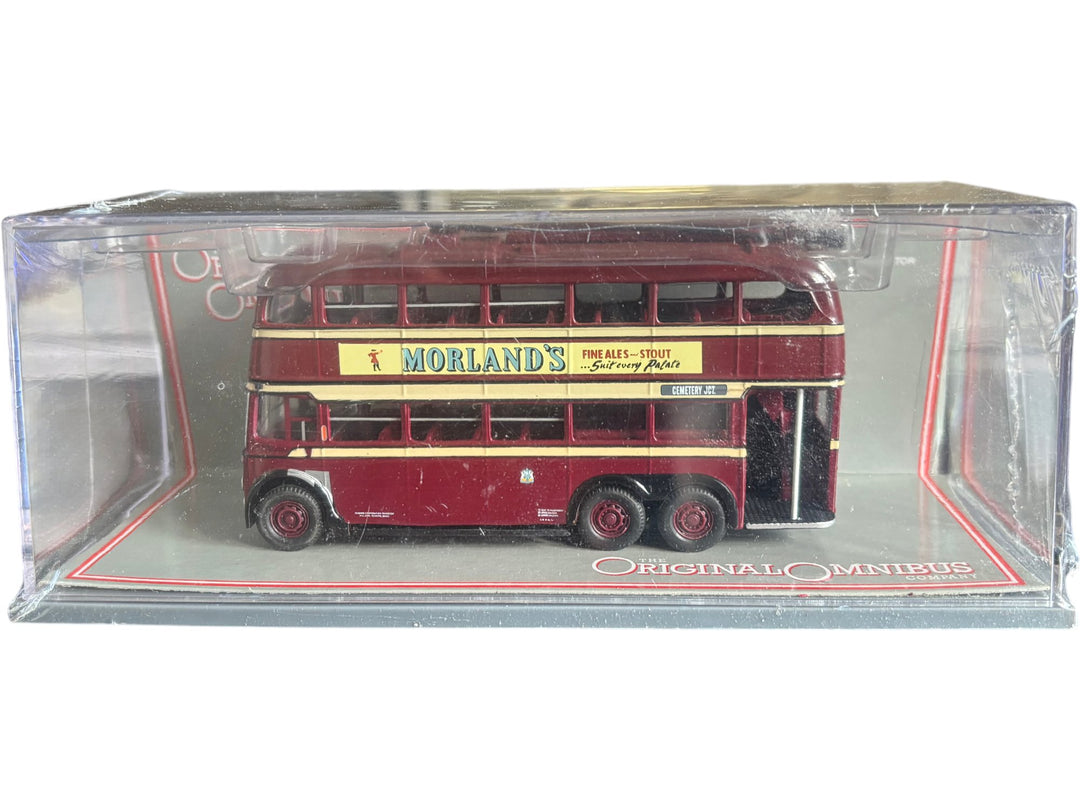 MORLAND'S
FINE ALES ~ STOUT
...Suit every Palate
CEMETERY JCT.
THE
ORIGINAL OMNIBUS
COMPANY